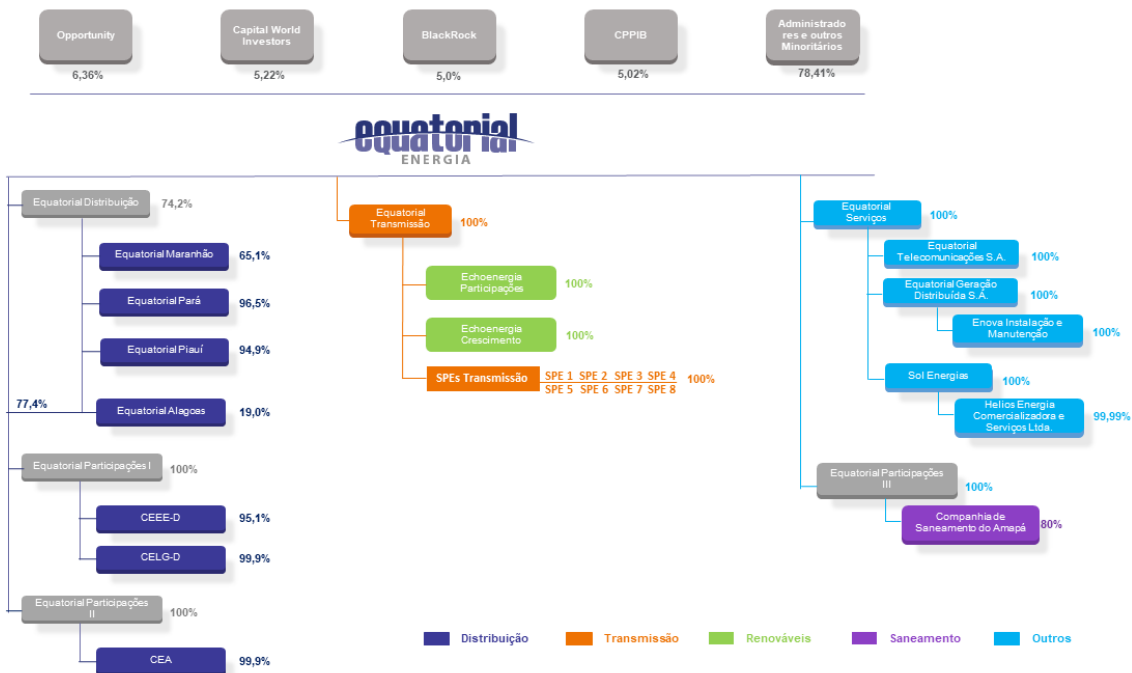 Opportunity
6,36%
Capital World
Investors
5,22%
BlackRock
5,0%
CPPIB
5,02%
Administrado
res e outros
Minoritários
78,41%
equatorial
ENERGIA
Equatorial Distribuição
74,2%
Equatorial Maranhão
65,1%
Equatorial Pará
96,5%
Equatorial Piauí
94,9%
77,4%
Equatorial Alagoas
19,0%
Equatorial Participações I
100%
CEEE-D
95,1%
CELG-D
99,9%
Equatorial Participações
II
100%
CEA
99,9%
Equatorial
Transmissão
100%
Echoenergia
Participações
100%
Echoenergia
Crescimento
100%
SPEs Transmissão
SPE 1 SPE 2 SPE 3 SPE 4
SPE 5 SPE 6 SPE 7 SPE 8
100%
Equatorial
Serviços
100%
Equatorial
Telecomunicações S.A.
100%
Equatorial Geração
Distribuída S.A.
100%
Enova Instalação e
Manutenção
100%
Sol Energias
100%
Helios Energia
Comercializadora e
Serviços Ltda.
99,99%
Equatorial Participações
III
100%
Companhia de
Saneamento do Amapá
80%
Distribuição
Transmissão
Renováveis
Saneamento
Outros